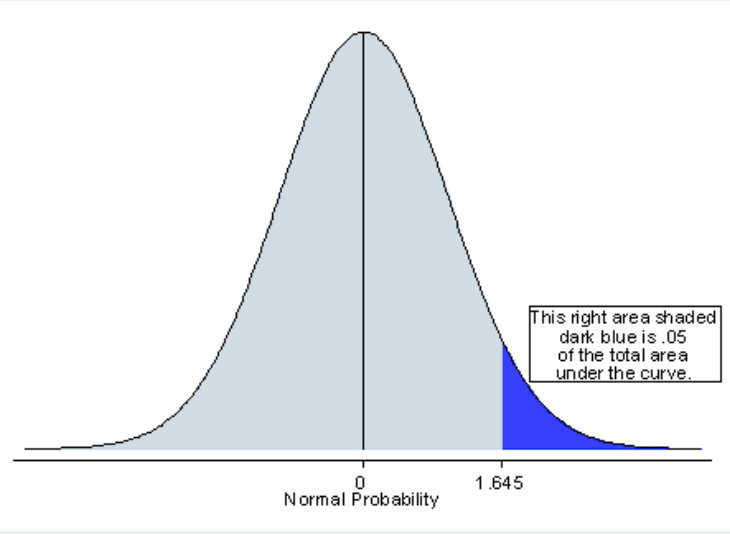 This right area shaded
dark blue is .05
of the total area
under the curve.
0
1.645
Normal Probability